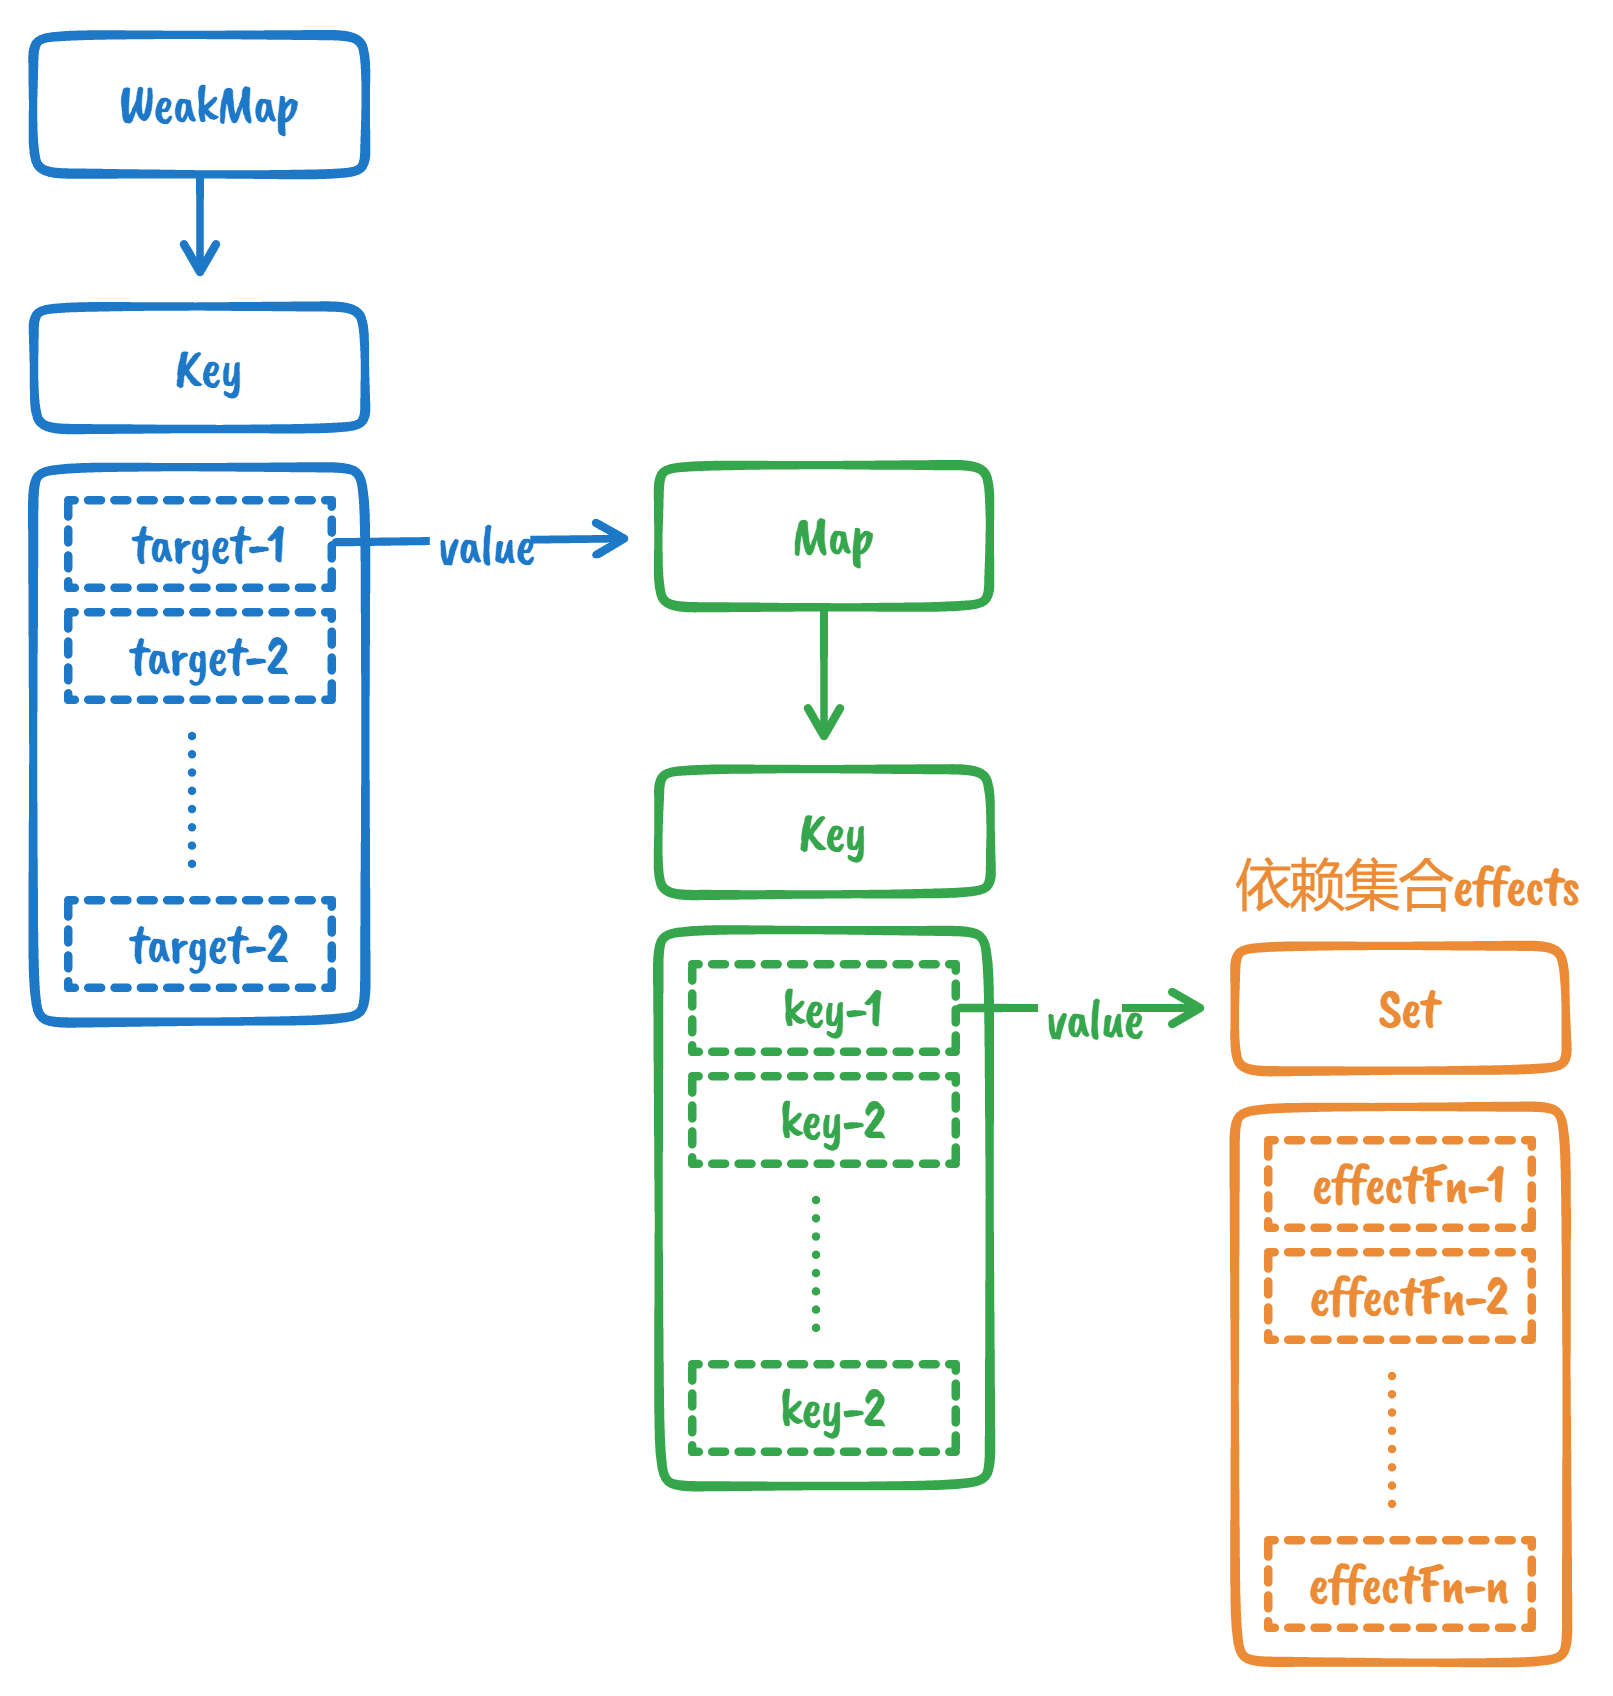 WeakMap
Key
target-1
value
target-2
target-2
Map
Key
key-1
value
key-2
key-2
依赖集合effects
Set
effectFn-1
effectFn-2
effectFn-n